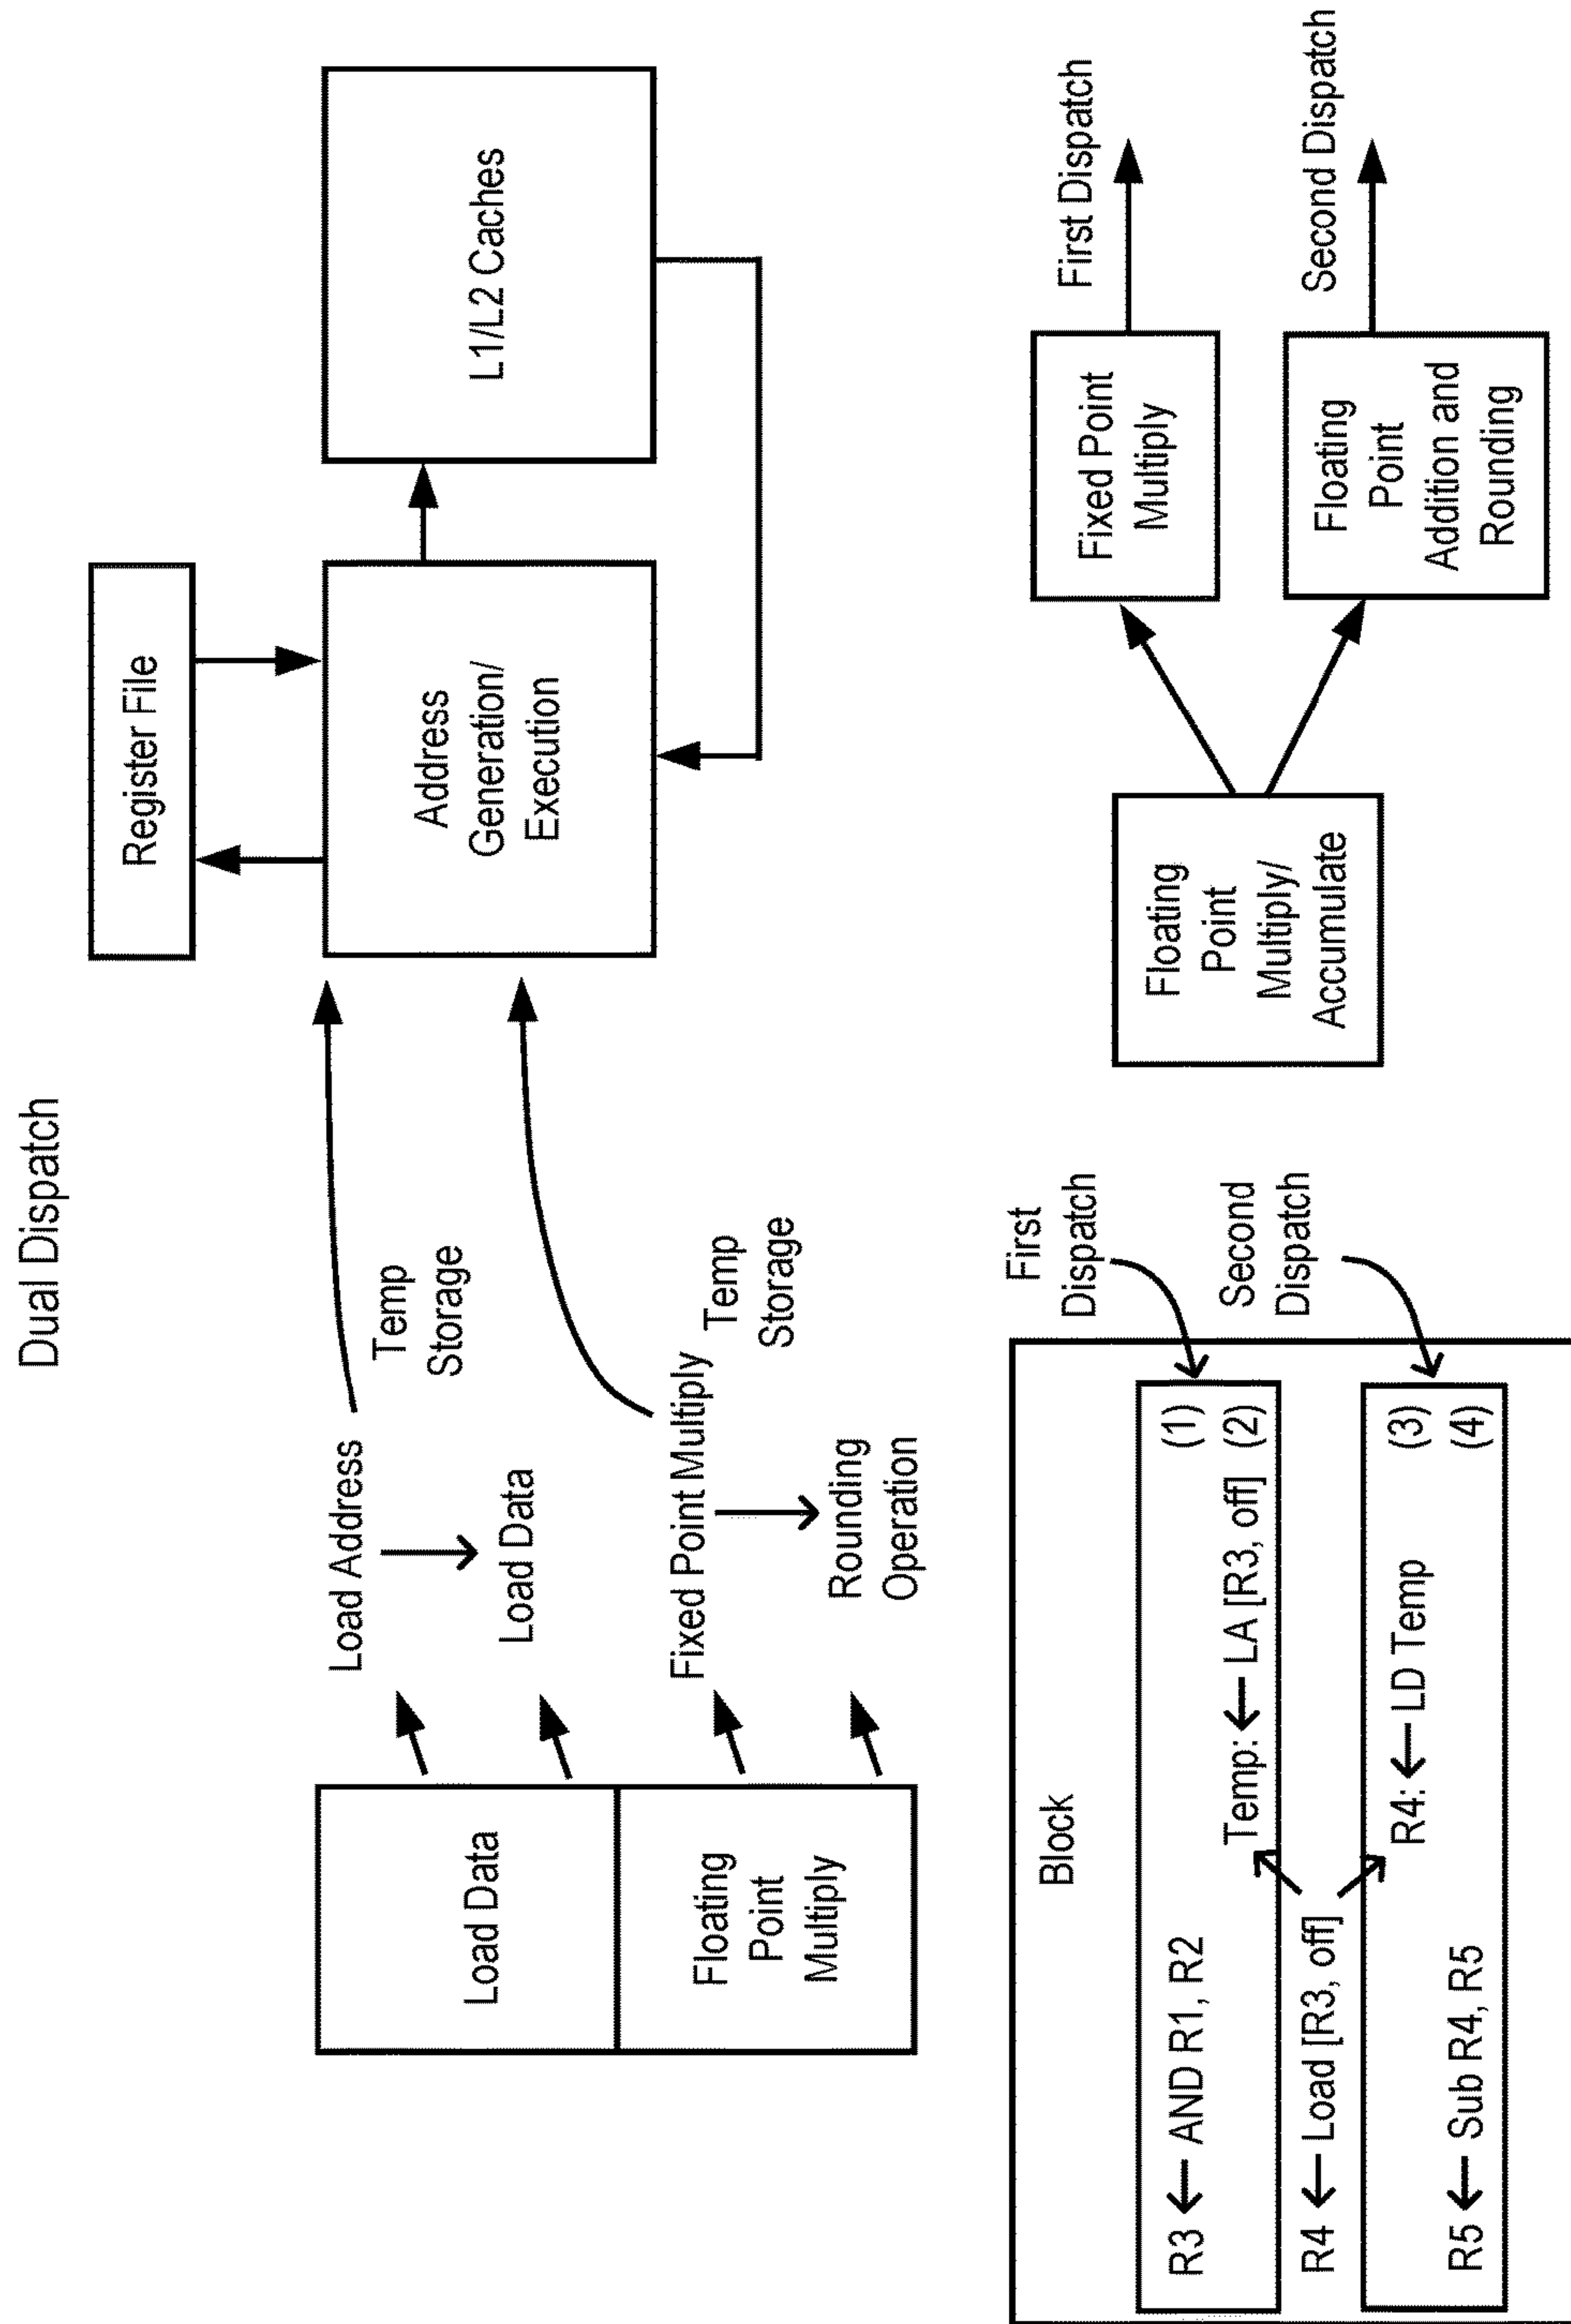 Dual Dispatch
Register File
Address
Generation/
Execution
L1/L2 Caches
Load Address
Temp
Storage
Load Data
Load Data
Floating
Point
Multiply
Fixed Point Multiply
Temp
Storage
Rounding
Operation
Block
R3 ← AND R1, R2 (1)
Temp: ← LA [R3, off] (2)
R4 ← Load [R3, off]
R4: ← LD Temp (3)
R5 ← Sub R4, R5 (4)
First
Dispatch
Second
Dispatch
Floating
Point
Multiply/
Accumulate
Fixed Point
Multiply
First Dispatch
Floating
Point
Addition and
Rounding
Second Dispatch